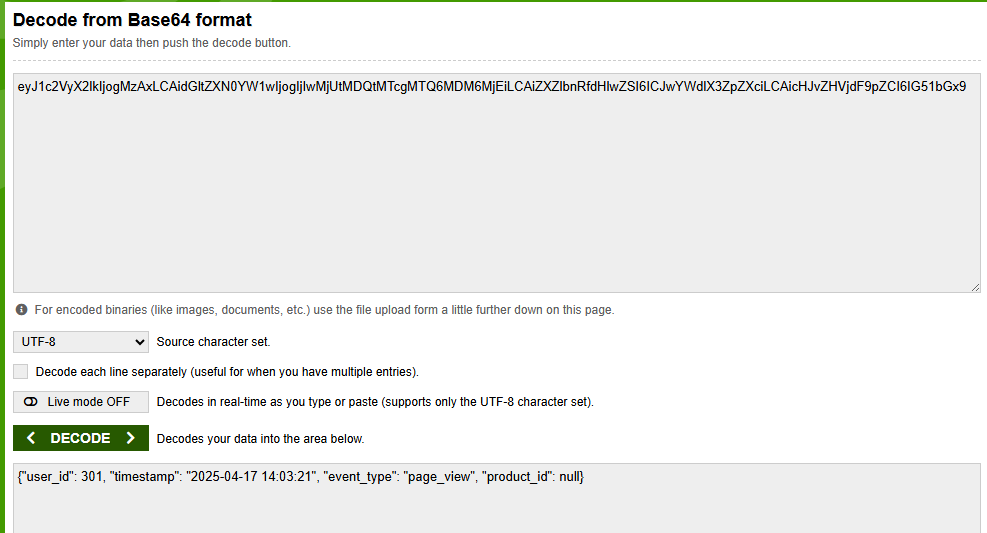 Decode from Base64 format
Simply enter your data then push the decode button.
eyJ1c2VyX2lkIjogMzAxLCAidGltZXN0YW1wIjogIjIwMjUtMDQtMTcgMTQ6MDM6MjEiLCAiZXZlbnRfdHlwZSI6ICJwYWdlX3ZpZXciLCAicHJvZHVjdF9pZCI6IG51bGx9
For encoded binaries (like images, documents, etc.) use the file upload form a little further down on this page.
UTF-8 Source character set.
Decode each line separately (useful for when you have multiple entries).
Live mode OFF Decodes in real-time as you type or paste (supports only the UTF-8 character set).
< DECODE > Decodes your data into the area below.
{"user_id": 301, "timestamp": "2025-04-17 14:03:21", "event_type": "page_view", "product_id": null}